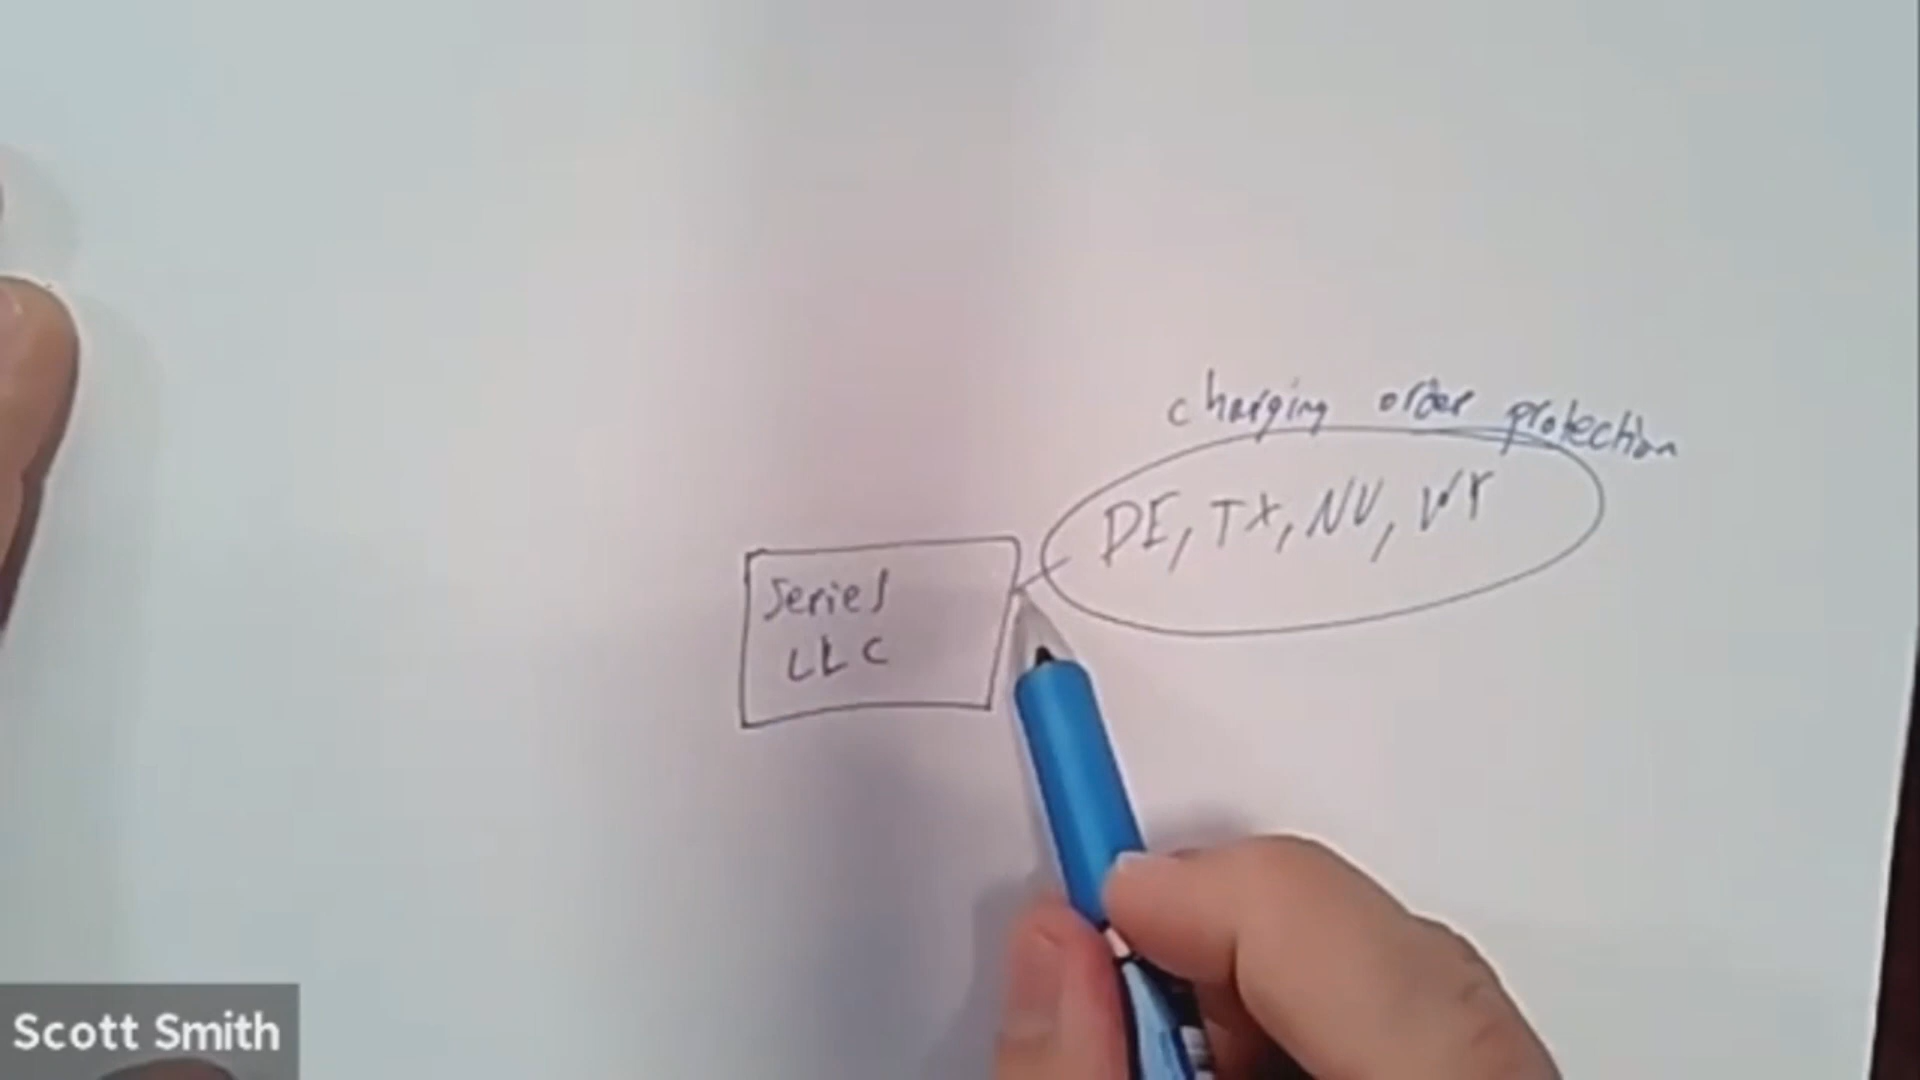 charging order protection
DE, TX, NV, WY
Series
LLC
Scott Smith